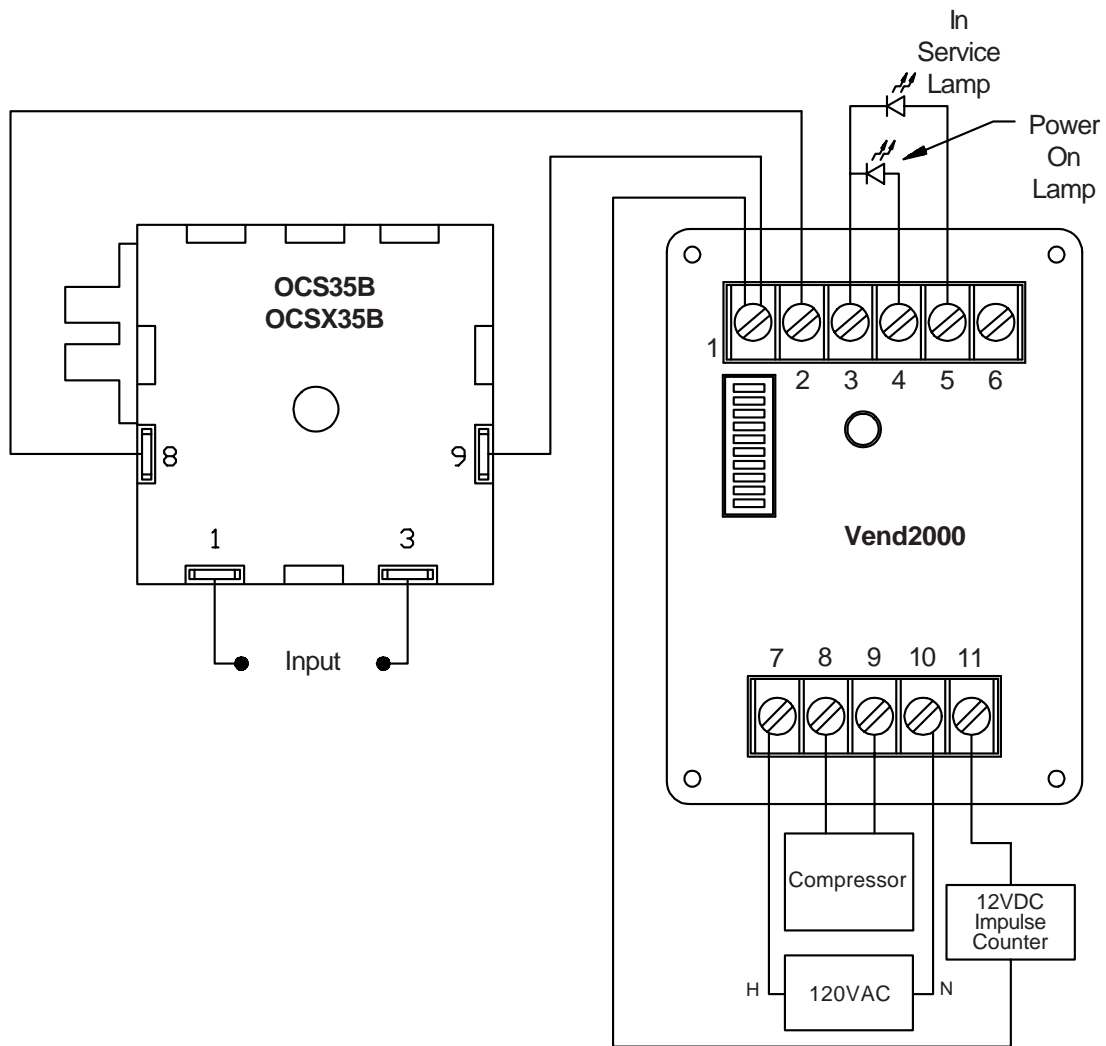 In
Service
Lamp
Power
On
Lamp
OCS35B
OCSX35B
8
9
1
3
Input
1
2
3
4
5
6
Vend2000
7
8
9
10
11
Compressor
12VDC
Impulse
Counter
H
120VAC
N